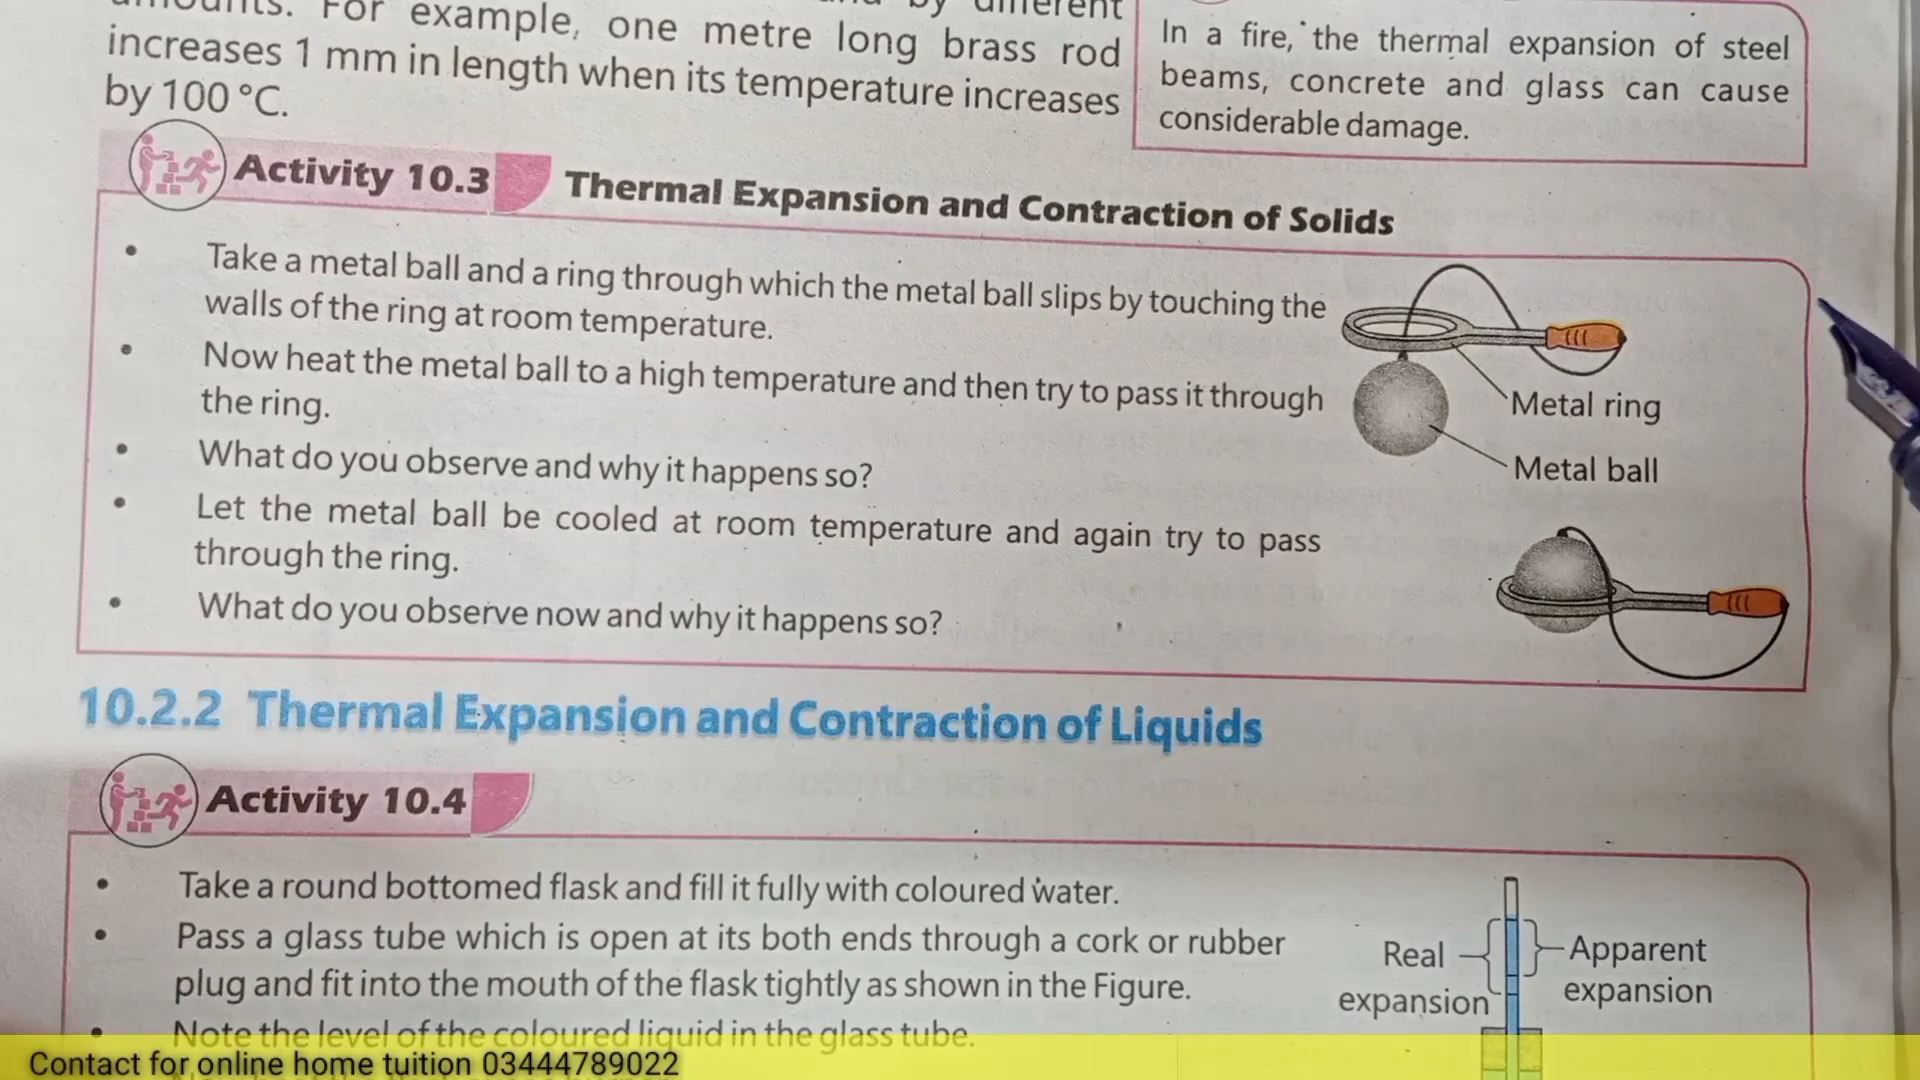 For example, one metre long brass rod
increases 1 mm in length when its temperature increases
by 100 °C.
In a fire, the thermal expansion of steel
beams, concrete and glass can cause
considerable damage.
Activity 10.3 Thermal Expansion and Contraction of Solids
• Take a metal ball and a ring through which the metal ball slips by touching the
walls of the ring at room temperature.
• Now heat the metal ball to a high temperature and then try to pass it through
the ring.
• What do you observe and why it happens so?
• Let the metal ball be cooled at room temperature and again try to pass
through the ring.
• What do you observe now and why it happens so?
Metal ring
Metal ball
10.2.2 Thermal Expansion and Contraction of Liquids
Activity 10.4
• Take a round bottomed flask and fill it fully with coloured water.
• Pass a glass tube which is open at its both ends through a cork or rubber
plug and fit into the mouth of the flask tightly as shown in the Figure.
• Note the level of the coloured liquid in the glass tube.
Real
expansion
Apparent
expansion
Contact for online home tuition 03444789022